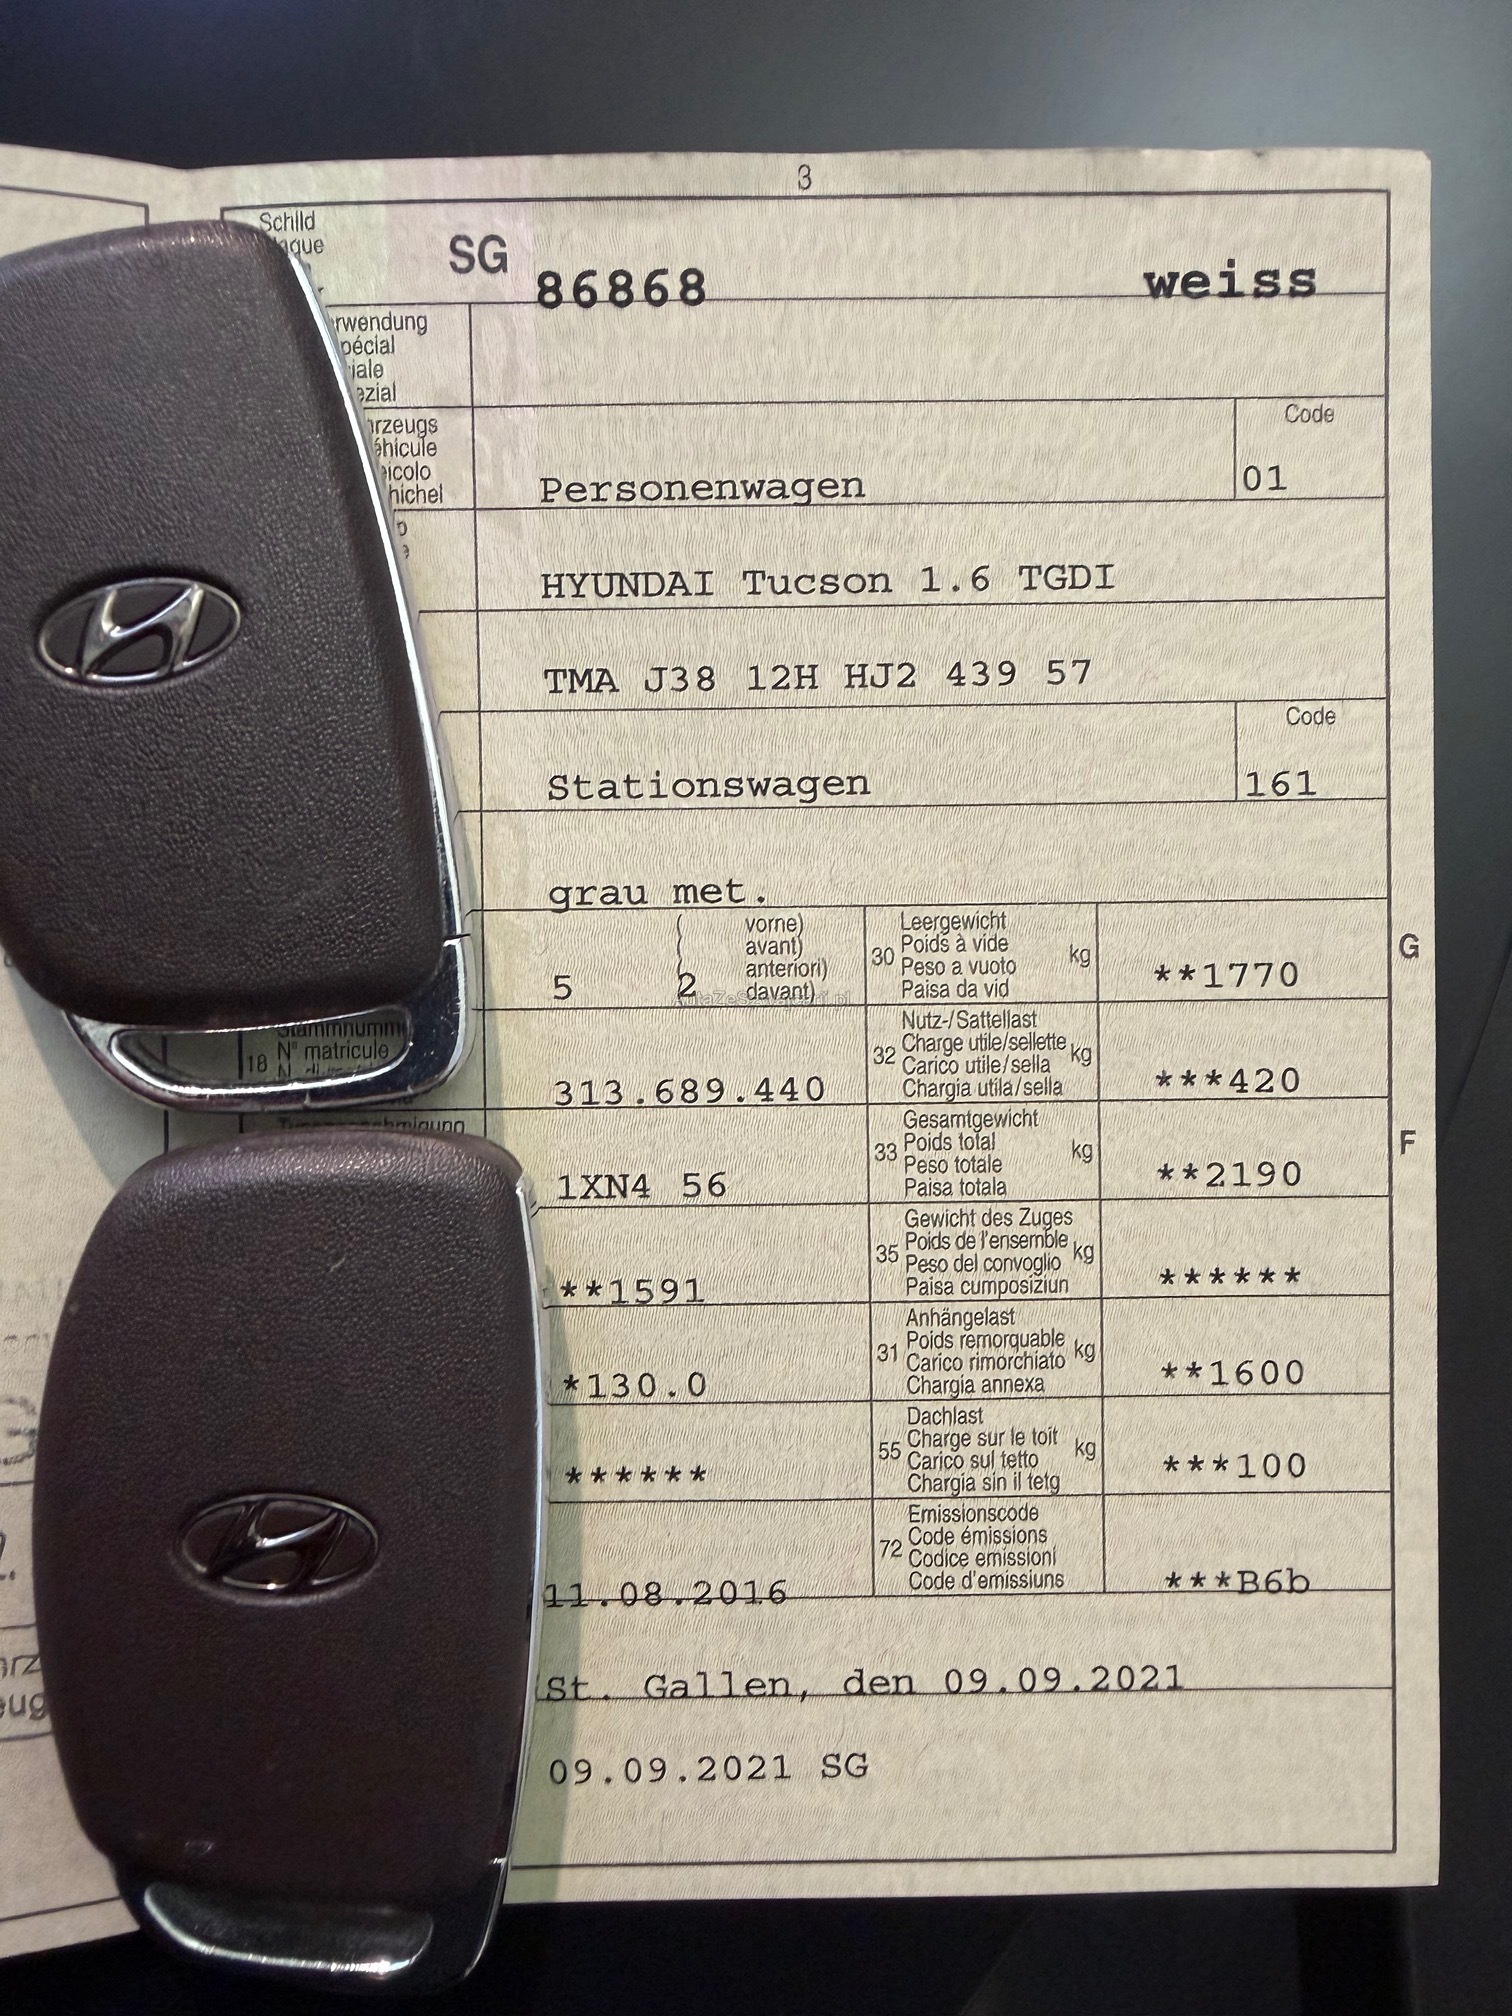 3
Schild
SG 86868 weiss
rwendung
pécial
iale
ezial
rzeugs
éhicule
eicolo
hichel
Code
Personenwagen 01
HYUNDAI Tucson 1.6 TGDI
TMA J38 12H HJ2 439 57
Code
Stationswagen 161
grau met.
5 ( 2 vorne)
avant)
anteriori)
davant)
30 Leergewicht
Poids à vide
Peso a vuoto
Paisa da vid
kg **1770 G
18 Stammnumm
N° matricule
313.689.440
32 Nutz-/Sattellast
Charge utile/sellette
Carico utile/sella
Chargia utila/sella
kg ***420
1XN4 56
33 Gesamtgewicht
Poids total
Peso totale
Paisa totala
kg **2190 F
**1591
35 Gewicht des Zuges
Poids de l'ensemble
Peso del convoglio
Paisa cumposiziun
kg ******
*130.0
31 Anhängelast
Poids remorquable
Carico rimorchiato
Chargia annexa
kg **1600
******
55 Dachlast
Charge sur le toit
Carico sul tetto
Chargia sin il tetg
kg ***100
11.08.2016
72 Emissionscode
Code émissions
Codice emissioni
Code d'emissiuns
***B6b
St. Gallen, den 09.09.2021
09.09.2021 SG